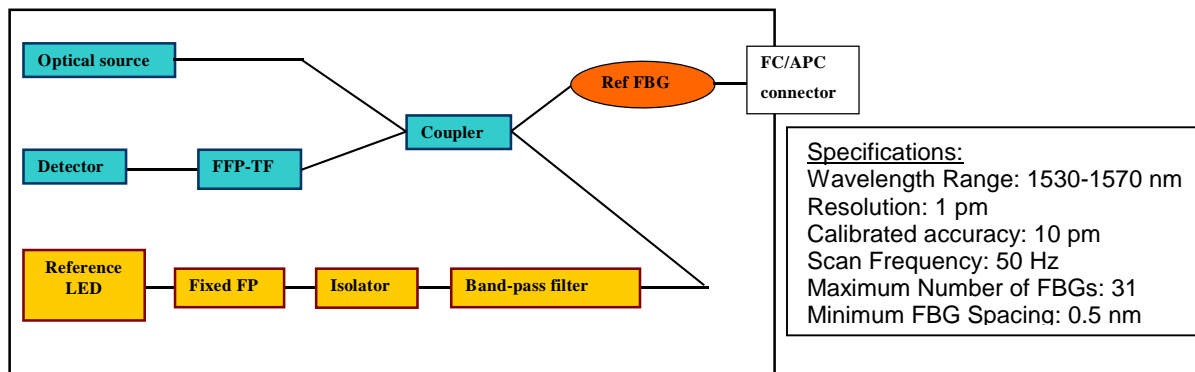 Optical source
Detector
FFP-TF
Coupler
Ref FBG
FC/APC
connector
Reference
LED
Fixed FP
Isolator
Band-pass filter
Specifications:
Wavelength Range: 1530-1570 nm
Resolution: 1 pm
Calibrated accuracy: 10 pm
Scan Frequency: 50 Hz
Maximum Number of FBGs: 31
Minimum FBG Spacing: 0.5 nm